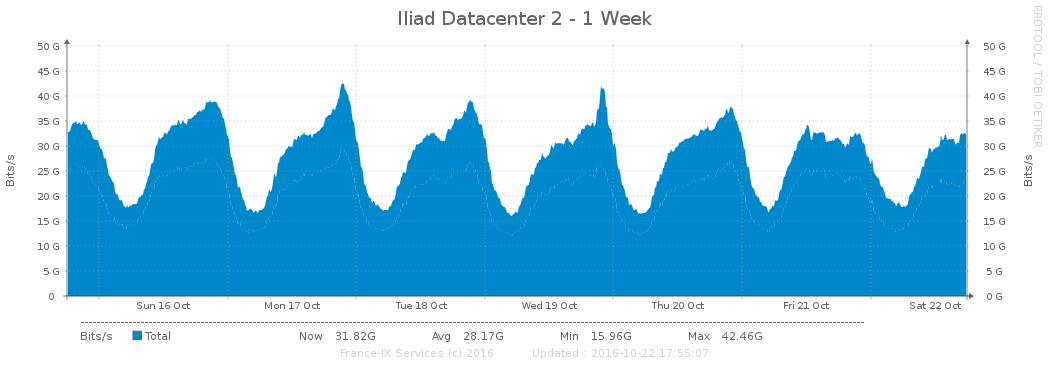 Iliad Datacenter 2 - 1 Week
RRDTOOL / TOBI OETIKER
50 G 50 G
45 G 45 G
40 G 40 G
35 G 35 G
30 G 30 G
25 G 25 G
20 G 20 G
15 G 15 G
10 G 10 G
5 G 5 G
0 0 G
Bits/s
Bits/s
Sun 16 Oct Mon 17 Oct Tue 18 Oct Wed 19 Oct Thu 20 Oct Fri 21 Oct Sat 22 Oct
Bits/s Total Now 31.82G Avg 28.17G Min 15.96G Max 42.46G
France-IX Services (c) 2016 Updated : 2016-10-22 17:55:07